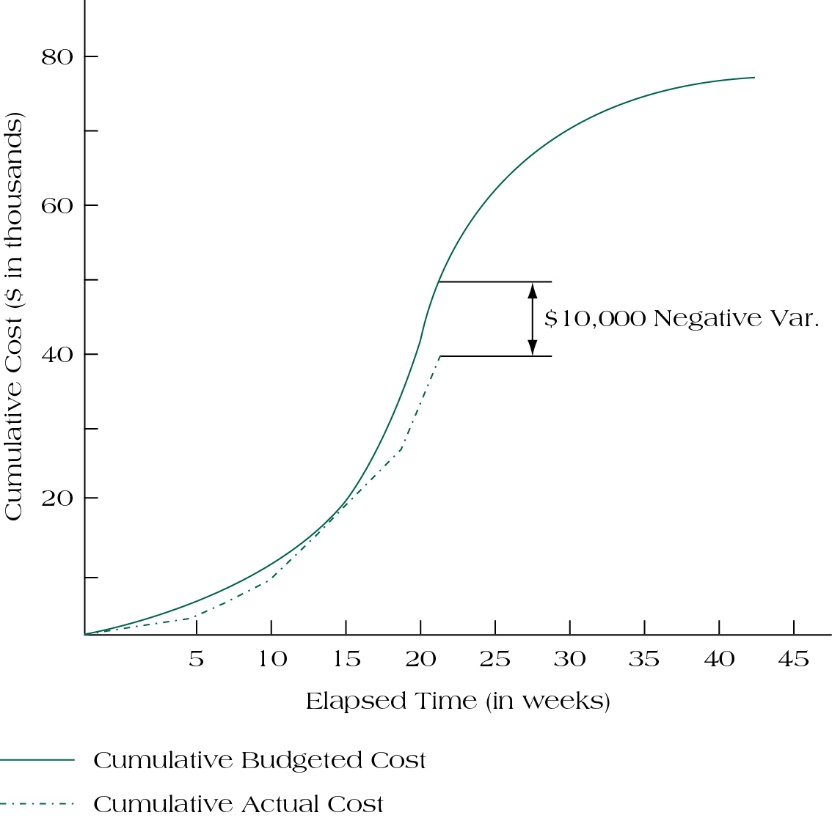 Cumulative Cost ($ in thousands)
80
60
40
20
$10,000 Negative Var.
5 10 15 20 25 30 35 40 45
Elapsed Time (in weeks)
Cumulative Budgeted Cost
Cumulative Actual Cost